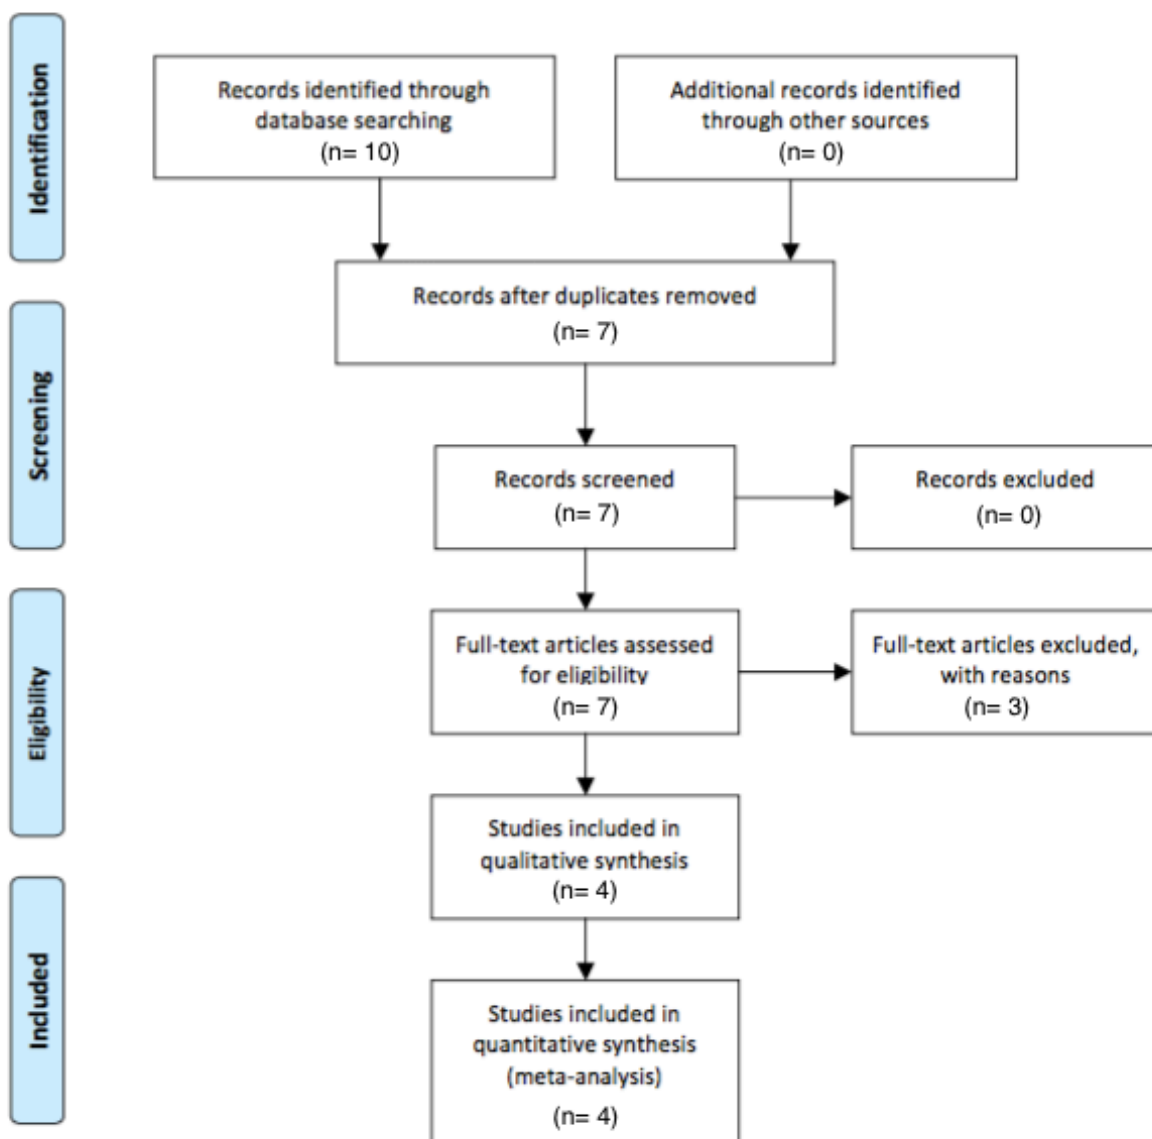 Identification
Records identified through
database searching
(n= 10)
Additional records identified
through other sources
(n= 0)
Records after duplicates removed
(n= 7)
Screening
Records screened
(n= 7)
Records excluded
(n= 0)
Eligibility
Full-text articles assessed
for eligibility
(n= 7)
Full-text articles excluded,
with reasons
(n= 3)
Studies included in
qualitative synthesis
(n= 4)
Included
Studies included in
quantitative synthesis
(meta-analysis)
(n= 4)